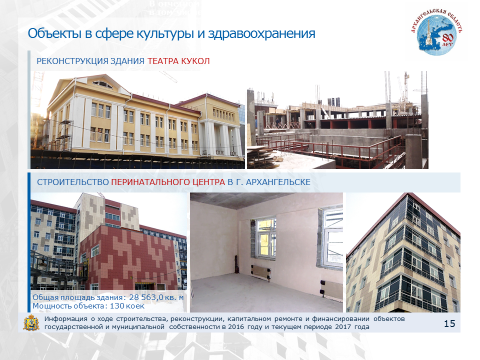 Объекты в сфере культуры и здравоохранения
АРХАНГЕЛЬСКАЯ ОБЛАСТЬ
80
ЛЕТ
РЕКОНСТРУКЦИЯ ЗДАНИЯ ТЕАТРА КУКОЛ
СТРОИТЕЛЬСТВО ПЕРИНАТАЛЬНОГО ЦЕНТРА В Г. АРХАНГЕЛЬСКЕ
Общая площадь здания: 28 563,0 кв. м
Мощность объекта: 130 коек
Информация о ходе строительства, реконструкции, капитальном ремонте и финансировании объектов
государственной и муниципальной собственности в 2016 году и текущем периоде 2017 года
15